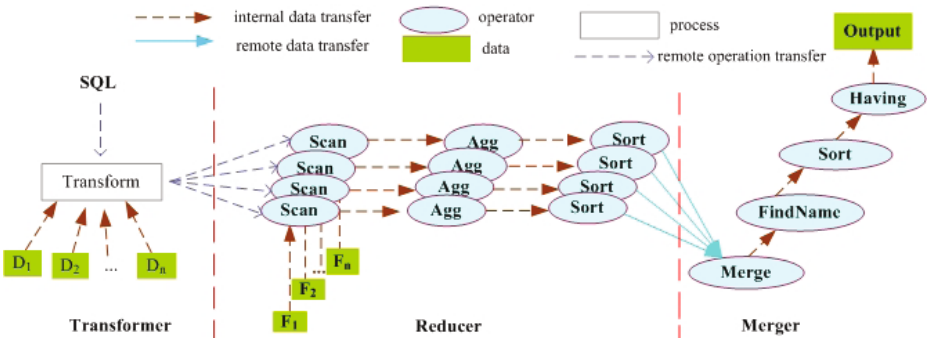 internal data transfer
operator
process
remote data transfer
data
remote operation transfer
Output
SQL
Having
Scan Agg Sort
Scan Agg Sort
Scan Agg Sort
Scan Agg Sort
Sort
Transform
FindName
D1 D2 ... Dn
Merge
F1 F2 ... Fn
Transformer Reducer Merger